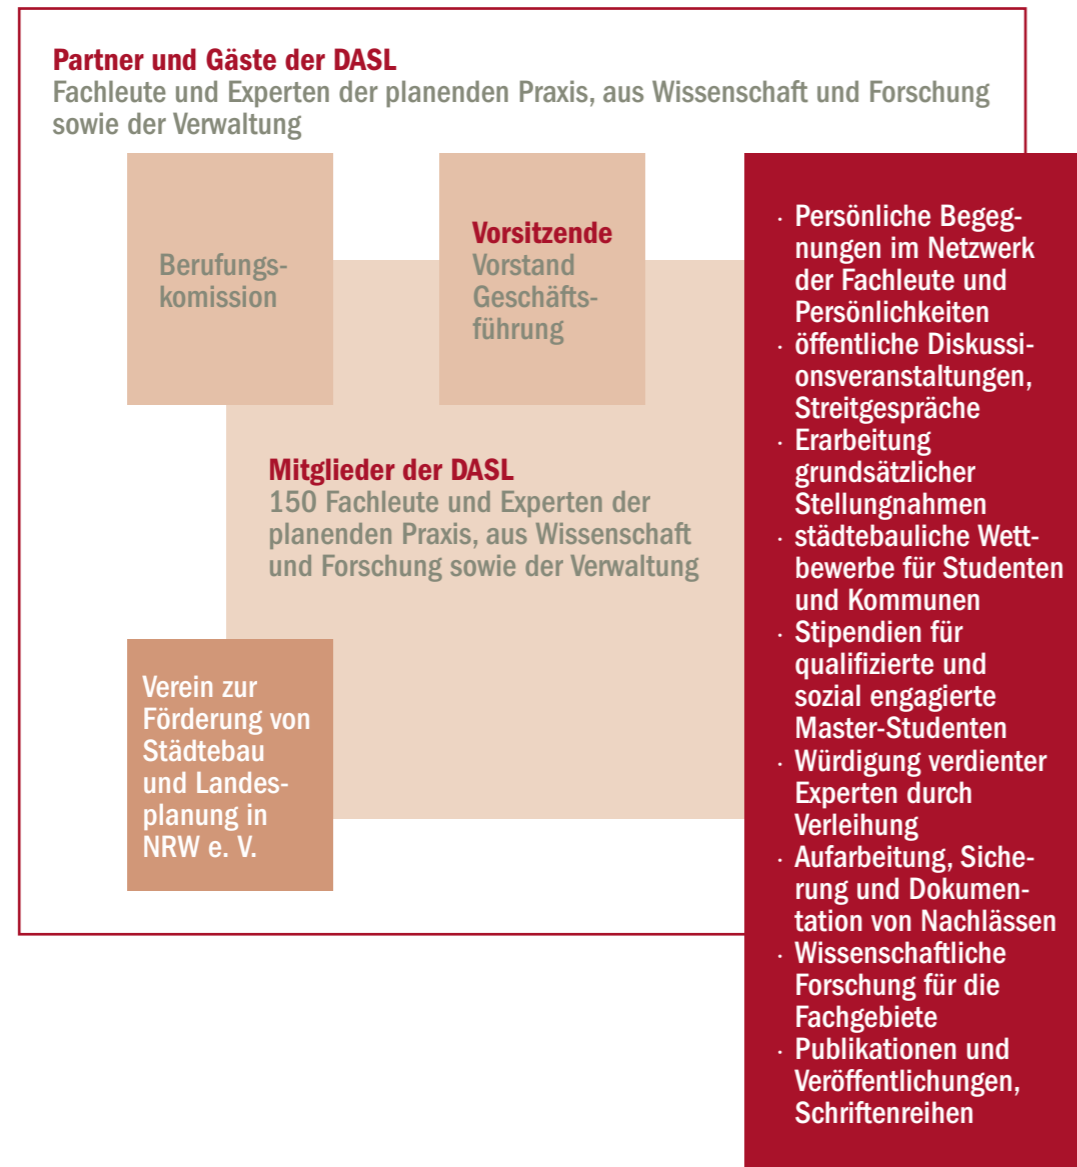 Partner und Gäste der DASL
Fachleute und Experten der planenden Praxis, aus Wissenschaft und Forschung
sowie der Verwaltung
Berufungs-
komission
Vorsitzende
Vorstand
Geschäfts-
führung
Mitglieder der DASL
150 Fachleute und Experten der
planenden Praxis, aus Wissenschaft
und Forschung sowie der Verwaltung
Verein zur
Förderung von
Städtebau
und Landes-
planung in
NRW e. V.
· Persönliche Begeg-
nungen im Netzwerk
der Fachleute und
Persönlichkeiten
· öffentliche Diskussi-
onsveranstaltungen,
Streitgespräche
· Erarbeitung
grundsätzlicher
Stellungnahmen
· städtebauliche Wett-
bewerbe für Studenten
und Kommunen
· Stipendien für
qualifizierte und
sozial engagierte
Master-Studenten
· Würdigung verdienter
Experten durch
Verleihung
· Aufarbeitung, Siche-
rung und Dokumen-
tation von Nachlässen
· Wissenschaftliche
Forschung für die
Fachgebiete
· Publikationen und
Veröffentlichungen,
Schriftenreihen